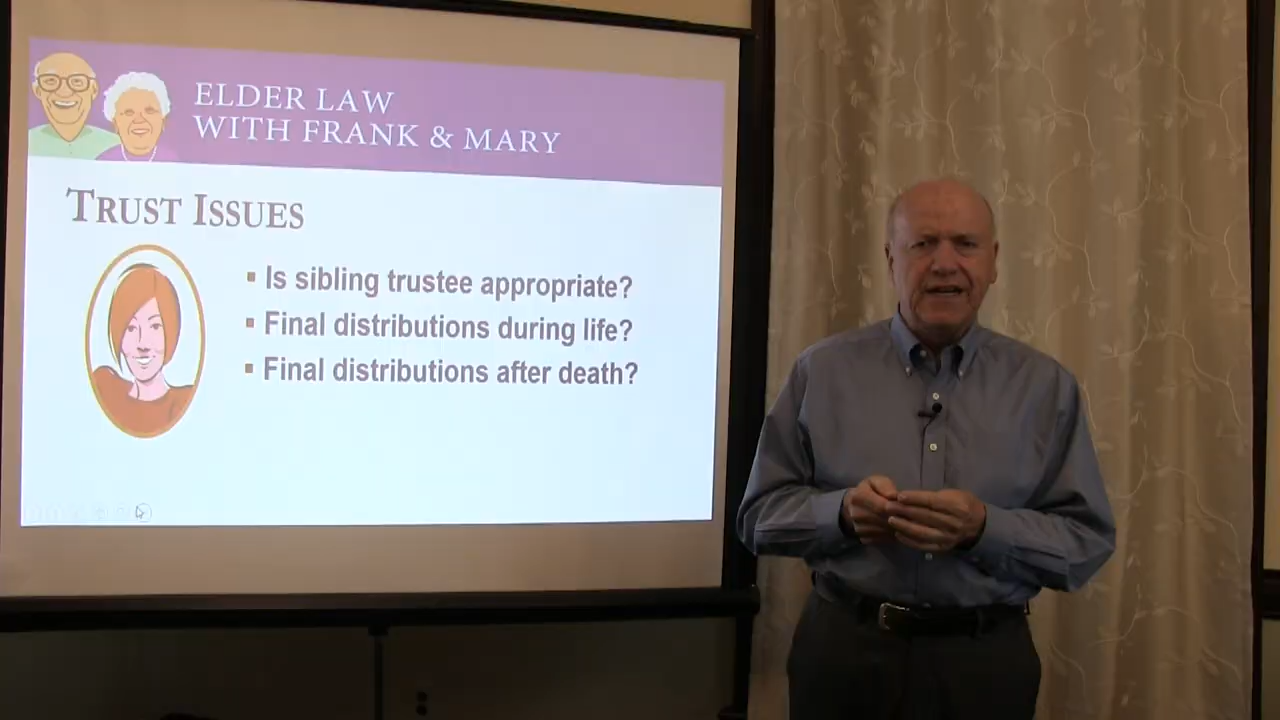 ELDER LAW
WITH FRANK & MARY
TRUST ISSUES
▪ Is sibling trustee appropriate?
▪ Final distributions during life?
▪ Final distributions after death?